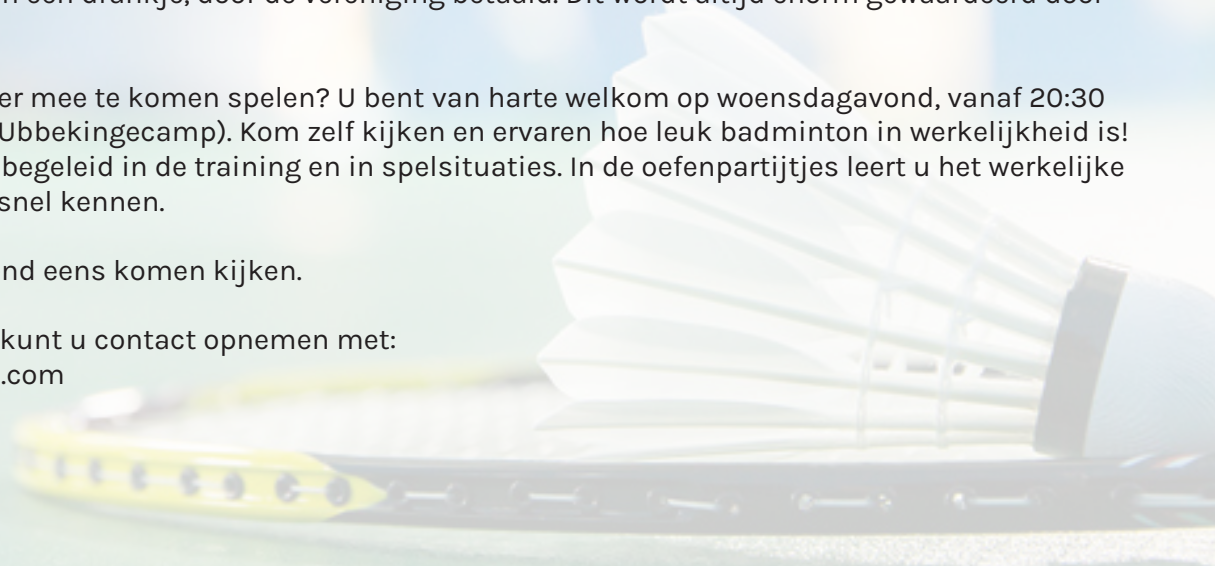 een drankje, door de vereniging betaald. Dit wordt altijd enorm gewaardeerd door
er mee te komen spelen? U bent van harte welkom op woensdagavond, vanaf 20:30
Ubbekingecamp). Kom zelf kijken en ervaren hoe leuk badminton in werkelijkheid is!
begeleid in de training en in spelsituaties. In de oefenpartijtjes leert u het werkelijke
snel kennen.
nd eens komen kijken.
kunt u contact opnemen met:
.com